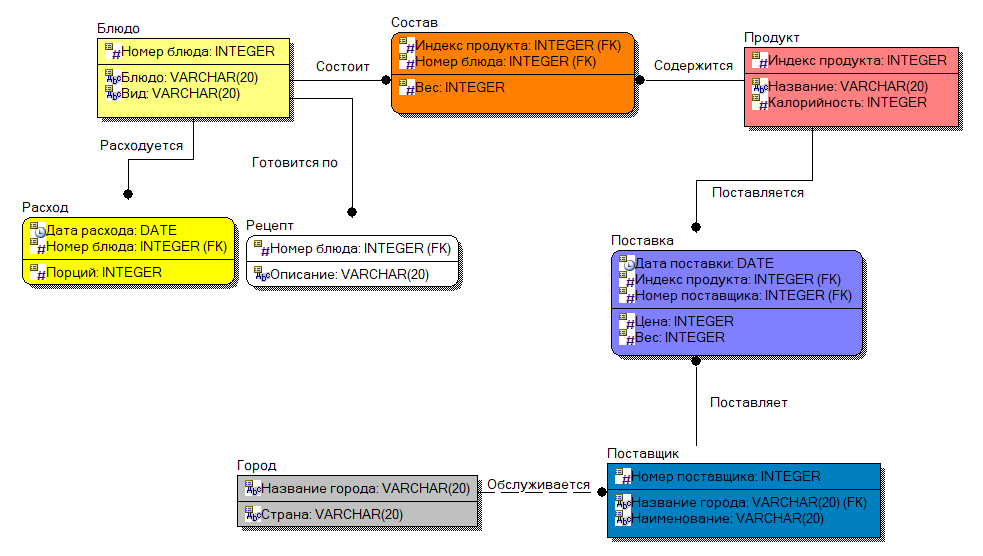 Блюдо
Номер блюда: INTEGER
Блюдо: VARCHAR(20)
Вид: VARCHAR(20)
Состоит
Состав
Индекс продукта: INTEGER (FK)
Номер блюда: INTEGER (FK)
Вес: INTEGER
Содержится
Продукт
Индекс продукта: INTEGER
Название: VARCHAR(20)
Калорийность: INTEGER
Расходуется
Готовится по
Поставляется
Расход
Дата расхода: DATE
Номер блюда: INTEGER (FK)
Порций: INTEGER
Рецепт
Номер блюда: INTEGER (FK)
Описание: VARCHAR(20)
Поставка
Дата поставки: DATE
Индекс продукта: INTEGER (FK)
Номер поставщика: INTEGER (FK)
Цена: INTEGER
Вес: INTEGER
Поставляет
Город
Название города: VARCHAR(20)
Страна: VARCHAR(20)
Обслуживается
Поставщик
Номер поставщика: INTEGER
Название города: VARCHAR(20) (FK)
Наименование: VARCHAR(20)